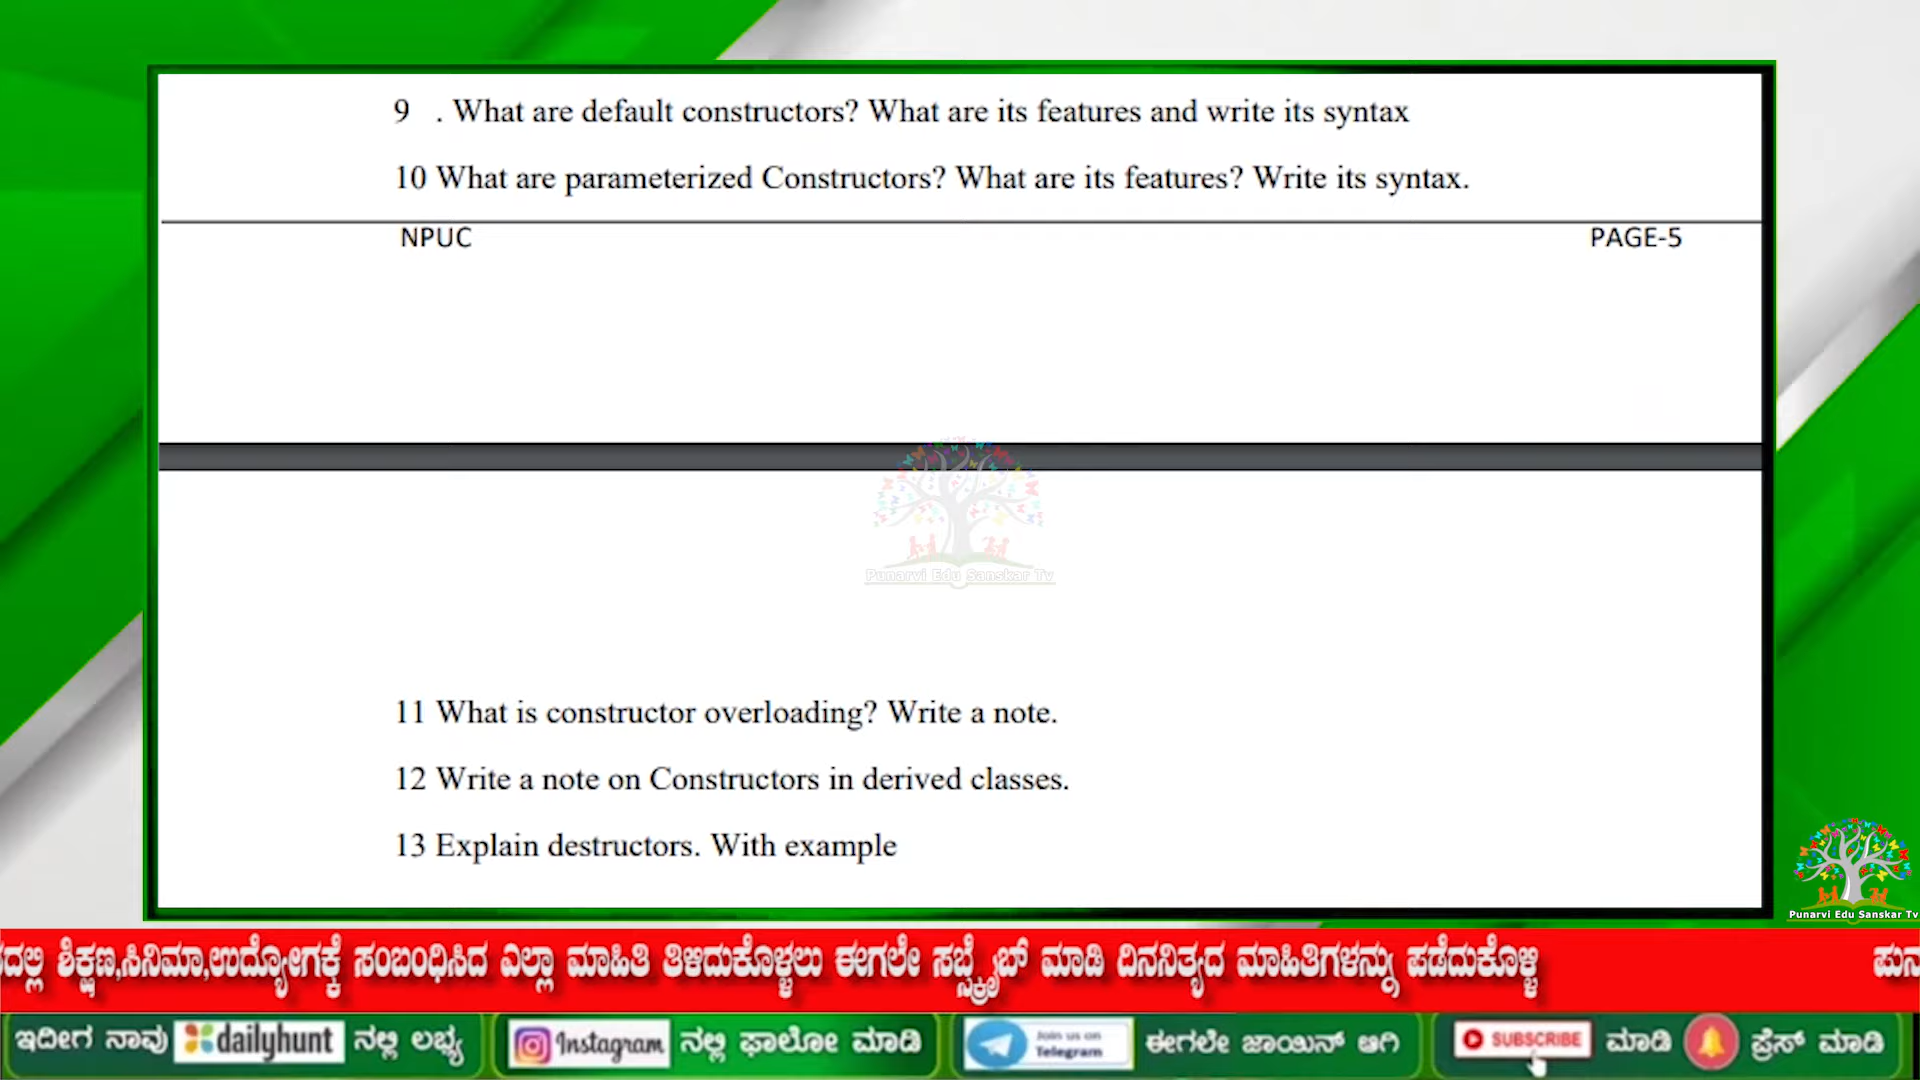 9 . What are default constructors? What are its features and write its syntax
10 What are parameterized Constructors? What are its features? Write its syntax.
NPUC PAGE-5
Punarvi Edu Sanskar Tv
11 What is constructor overloading? Write a note.
12 Write a note on Constructors in derived classes.
13 Explain destructors. With example
Punarvi Edu Sanskar Tv
ದಲ್ಲಿ ಶಿಕ್ಷಣ,ಸಿನಿಮಾ,ಉದ್ಯೋಗಕ್ಕೆ ಸಂಬಂಧಿಸಿದ ಎಲ್ಲಾ ಮಾಹಿತಿ ತಿಳಿದುಕೊಳ್ಳಲು ಈಗಲೇ ಸಬ್ಸ್ಕ್ರೈಬ್ ಮಾಡಿ ದಿನನಿತ್ಯದ ಮಾಹಿತಿಗಳನ್ನು ಪಡೆದುಕೊಳ್ಳಿ ಪುನ
ಇದೀಗ ನಾವು dailyhunt ನಲ್ಲಿ ಲಭ್ಯ Instagram ನಲ್ಲಿ ಫಾಲೋ ಮಾಡಿ Join us on Telegram ಈಗಲೇ ಜಾಯಿನ್ ಆಗಿ SUBSCRIBE ಮಾಡಿ ಪ್ರೆಸ್ ಮಾಡಿ